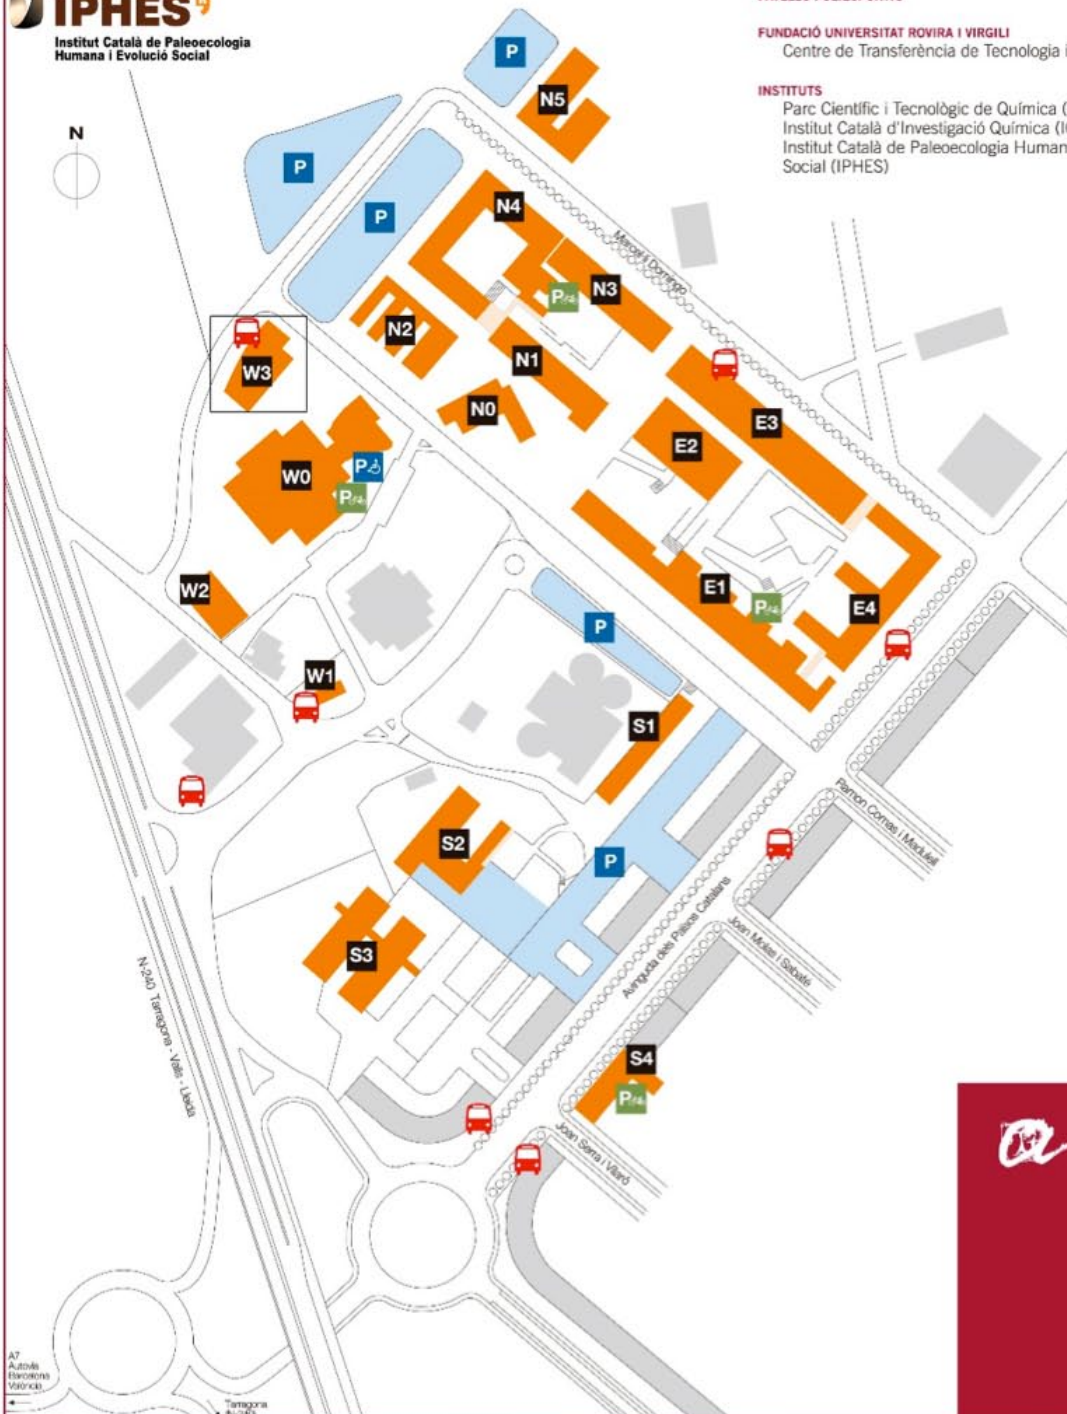 IPHES
Institut Català de Paleoecologia
Humana i Evolució Social
FUNDACIÓ UNIVERSITAT ROVIRA I VIRGILI
Centre de Transferència de Tecnologia i
INSTITUTS
Parc Científic i Tecnològic de Química (
Institut Català d'Investigació Química (I
Institut Català de Paleoecologia Human
Social (IPHES)
N
P
N5
P
P
N4
Marcel·lí Domingo
N3
P
N2
N1
W3
N0
E3
E2
W0
P
P
W2
E1
P
E4
P
W1
S1
Ramon Comas i Maduell
S2
P
Avinguda dels Països Catalans
Joan Molas i Sabaté
S3
N-240 Tarragona - Valls - Lleida
S4
P
Joan Serra i Vilaró
A7
Autovia
Barcelona
València
Tarragona